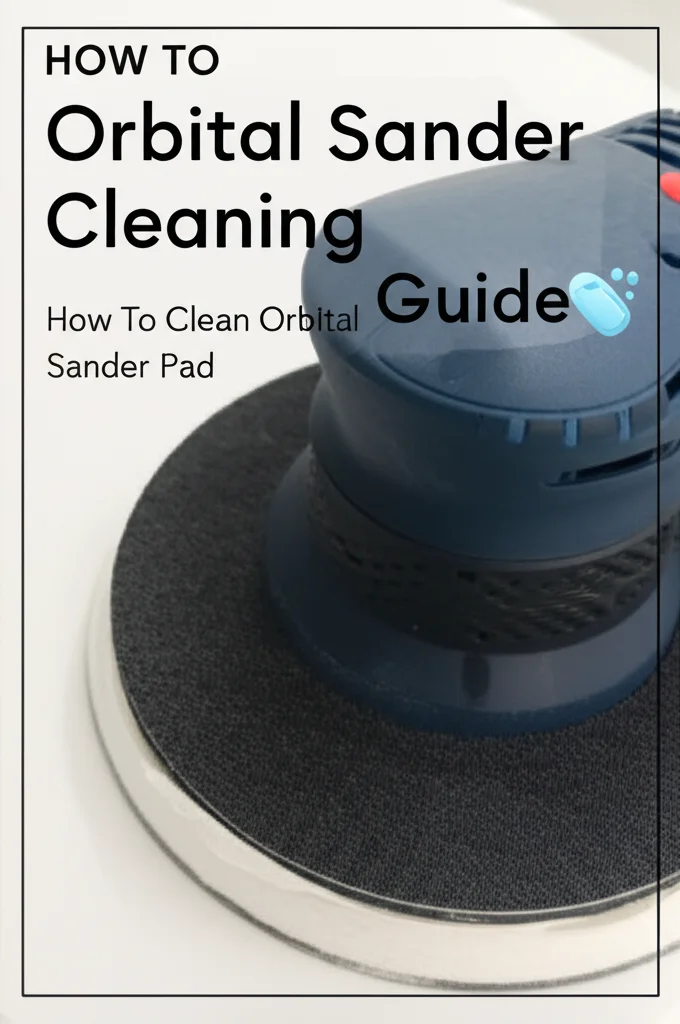 HOW TO
Orbital Sander
Cleaning
Guide
How To Clean Orbital
Sander Pad